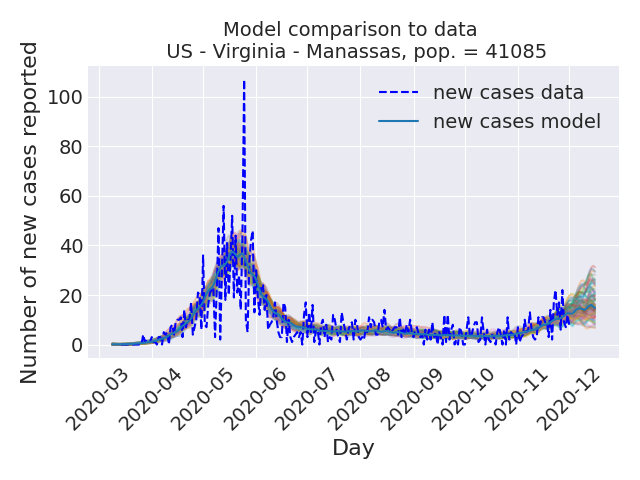 Model comparison to data
US - Virginia - Manassas, pop. = 41085
Number of new cases reported
100
80
60
40
20
0
new cases data
new cases model
2020-03
2020-04
2020-05
2020-06
2020-07
2020-08
2020-09
2020-10
2020-11
2020-12
Day